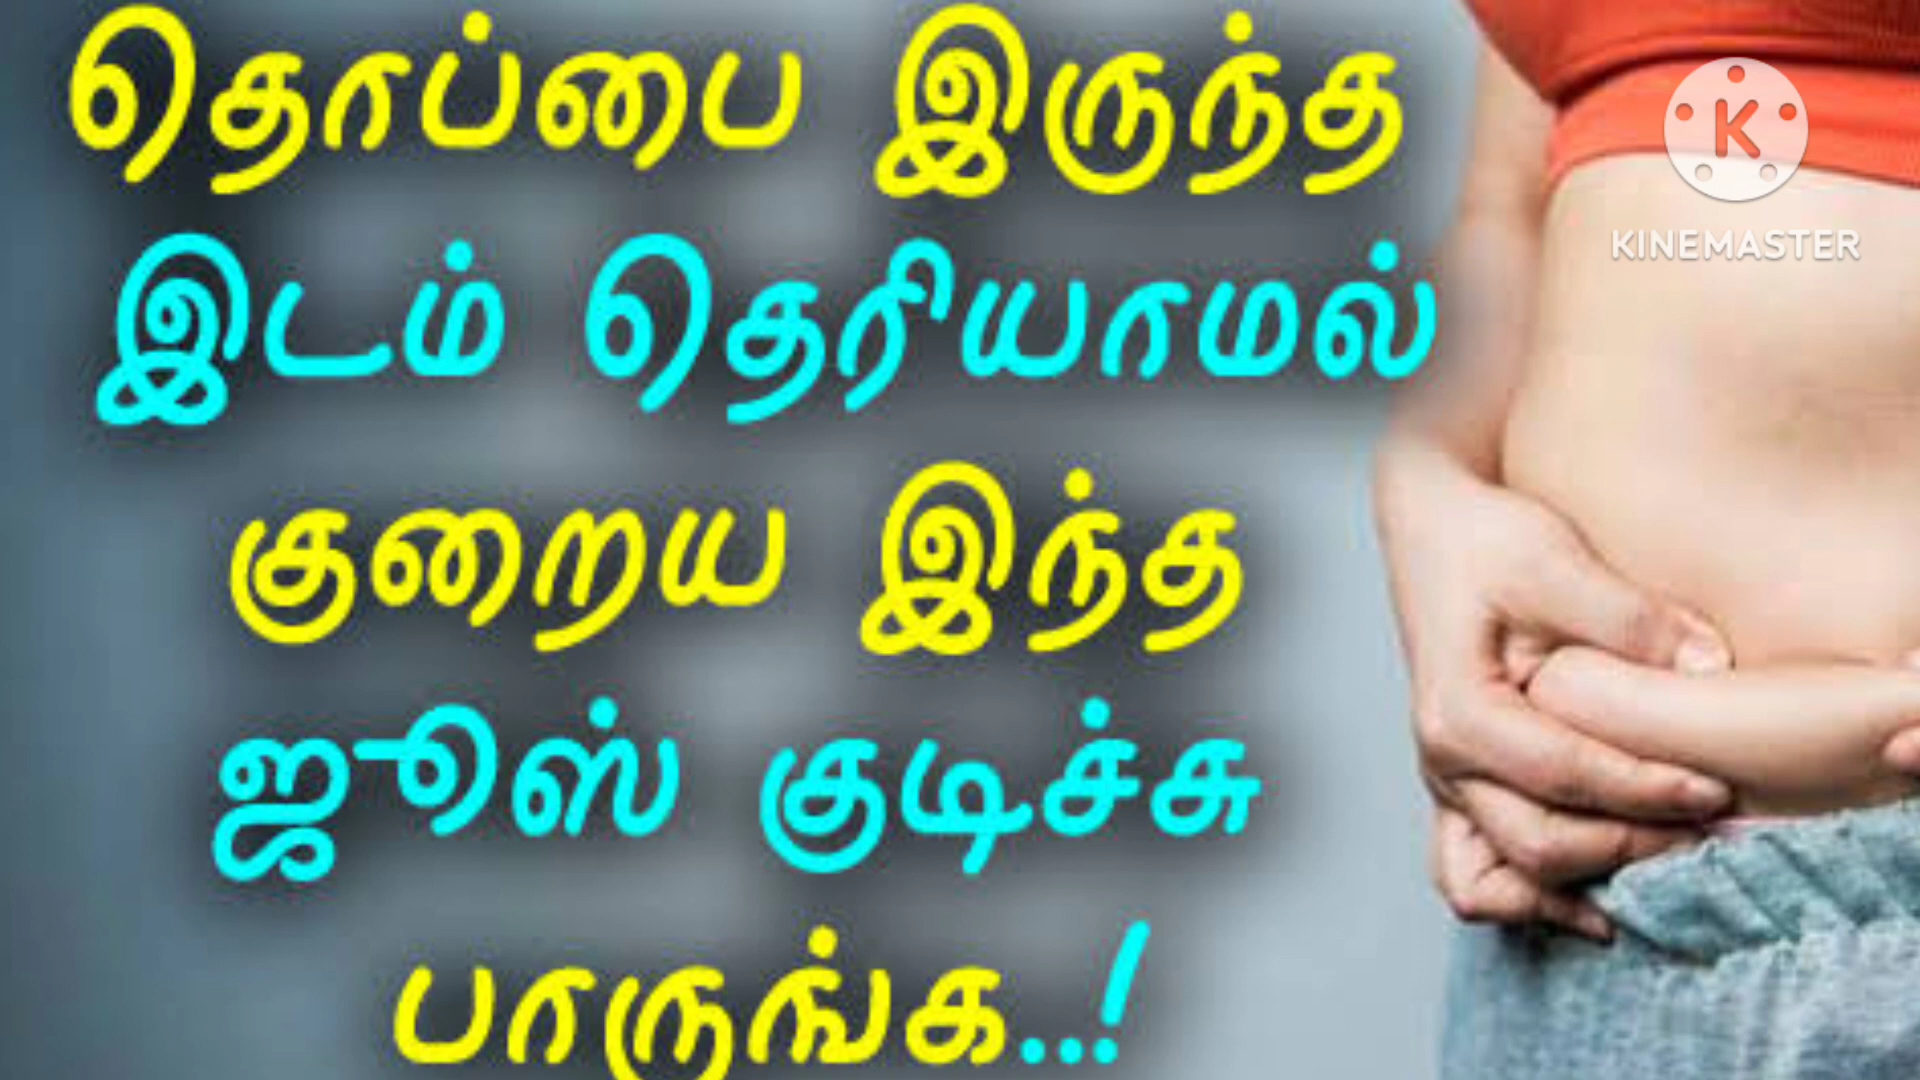 தொப்பை இருந்த
இடம் தெரியாமல்
குறைய இந்த
ஜூஸ் குடிச்சு
பாருங்க..!
K
KINEMASTER